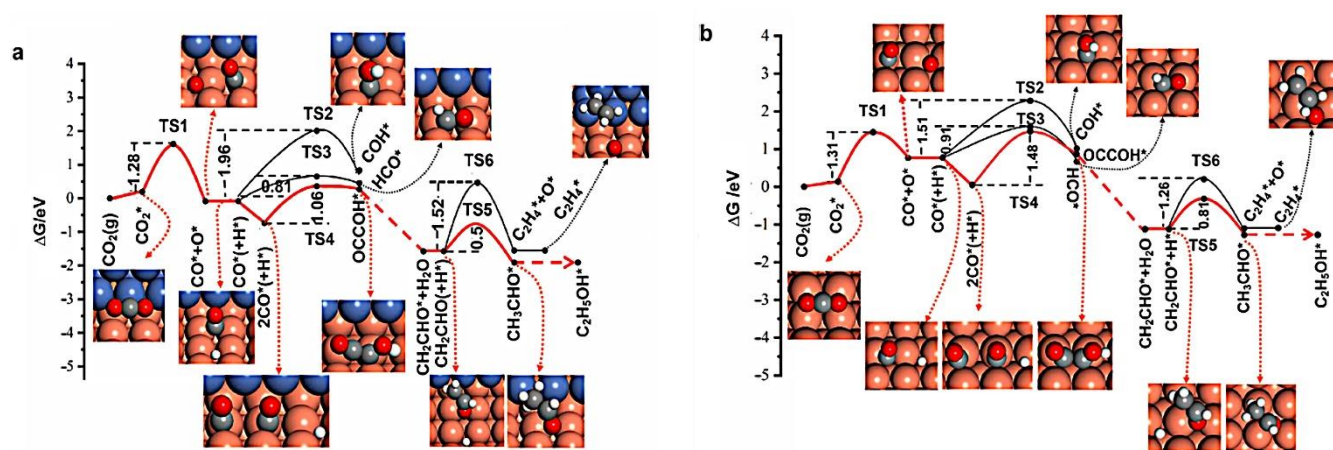 a
ΔG/eV
4
3
2
1
0
-1
-2
-3
-4
-5
CO₂(g)
CO₂*
1.28
TS1
CO*+O*
CO*(+H*)
1.96
TS2
TS3
0.81
2CO*(+H*)
1.06
TS4
COH*
HCO*
OCCOH*
CH₂CHO*+H₂O
CH₂CHO(+H*)
1.52
TS6
TS5
0.5
CH₃CHO*
C₂H₄*+O*
C₂H₄*
C₂H₅OH*
b
ΔG/eV
4
3
2
1
0
-1
-2
-3
-4
-5
CO₂(g)
CO₂*
1.31
TS1
CO*+O*
CO*(+H*)
1.51
0.91
TS2
TS3
2CO*(+H*)
1.48
TS4
COH*
OCCOH*
HCO*
CH₂CHO*+H₂O
CH₂CHO*+H*
1.26
TS6
0.81
TS5
CH₃CHO*
C₂H₄*+O*
C₂H₄*
C₂H₅OH*